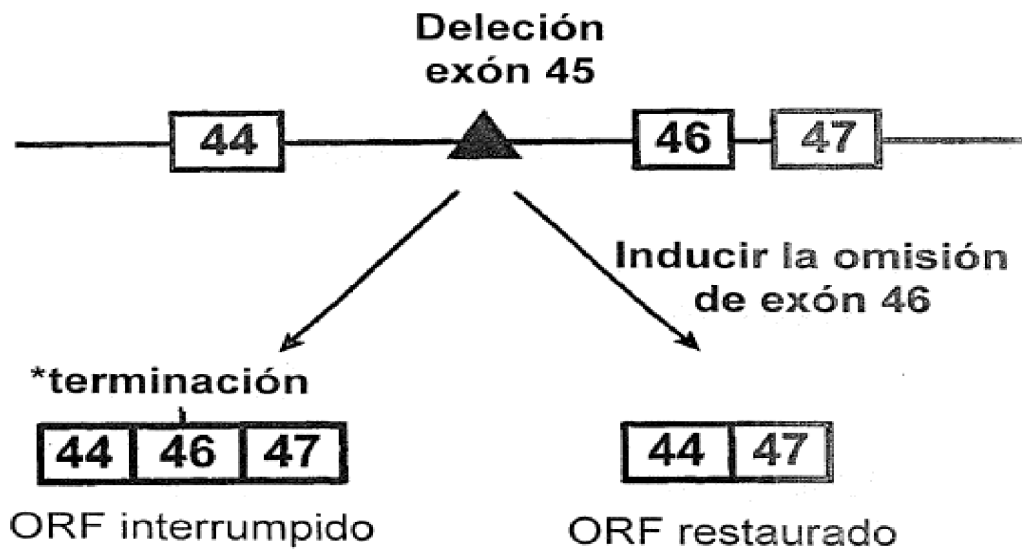 Deleción
exón 45
44
46
47
Inducir la omisión
de exón 46
*terminación
44 46 47
44 47
ORF interrumpido
ORF restaurado